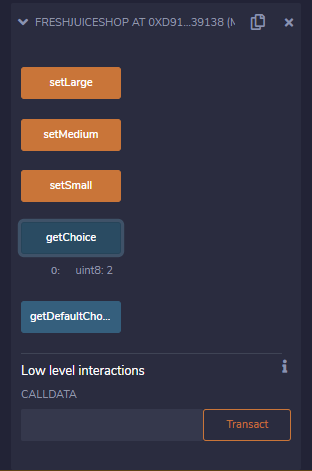 FRESHJUICESHOP AT 0XD91...39138 (M
setLarge
setMedium
setSmall
getChoice
0: uint8: 2
getDefaultCho...
Low level interactions
CALLDATA
Transact